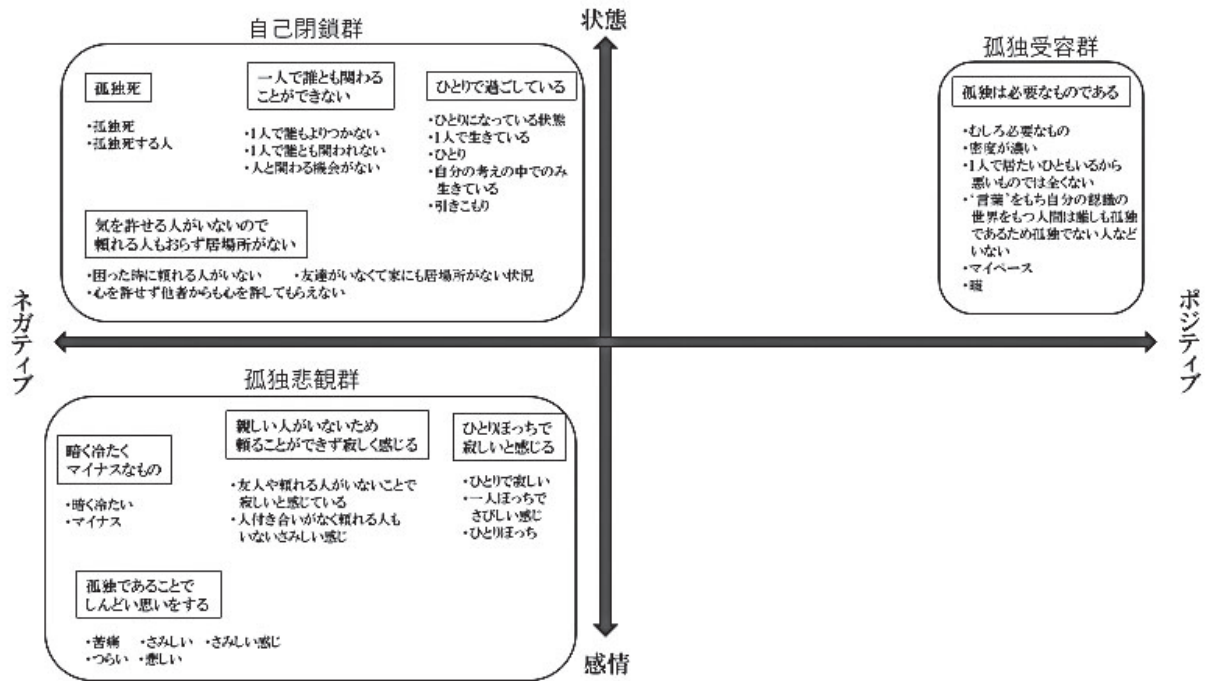 状態
自己閉鎖群
孤独死
・孤独死
・孤独死する人
一人で誰とも関わる
ことができない
・1人で誰もよりつかない
・1人で誰とも関われない
・人と関わる機会がない
ひとりで過ごしている
・ひとりになっている状態
・1人で生きている
・ひとり
・自分の考えの中でのみ
生きている
・引きこもり
気を許せる人がいないので
頼れる人もおらず居場所がない
・困った時に頼れる人がいない ・友達がいなくて家にも居場所がない状況
・心を許せず他者からも心を許してもらえない
孤独受容群
孤独は必要なものである
・むしろ必要なもの
・密度が濃い
・1人で居たいひともいるから
悪いものでは全くない
・“言葉”をもち自分の認識の
世界をもつ人間は誰しも孤独
であるため孤独でない人など
いない
・マイペース
ネガティブ
ポジティブ
孤独悲観群
暗く冷たく
マイナスなもの
・暗く冷たい
・マイナス
親しい人がいないため
頼ることができず寂しく感じる
・友人や頼れる人がいないことで
寂しいと感じている
・人付き合いがなく頼れる人も
いないさみしい感じ
ひとりぼっちで
寂しいと感じる
・ひとりで寂しい
・一人ぼっちで
さびしい感じ
・ひとりぼっち
孤独であることで
しんどい思いをする
・苦痛 ・さみしい ・さみしい感じ
・つらい ・悲しい
感情